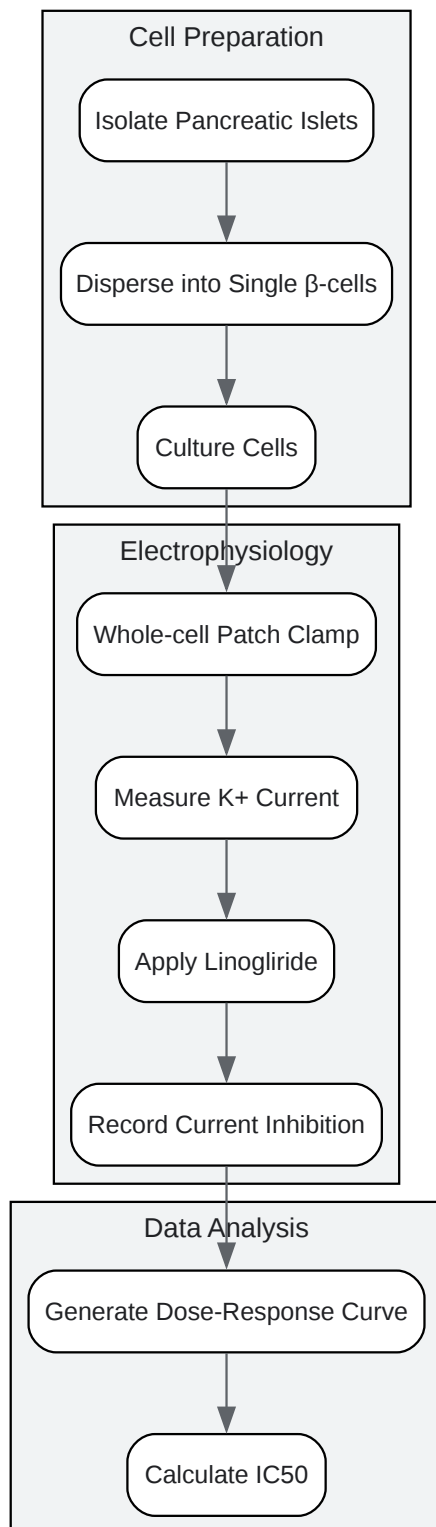 Cell Preparation
Isolate Pancreatic Islets
Disperse into Single β-cells
Culture Cells
Electrophysiology
Whole-cell Patch Clamp
Measure K+ Current
Apply Linogliride
Record Current Inhibition
Data Analysis
Generate Dose-Response Curve
Calculate IC50